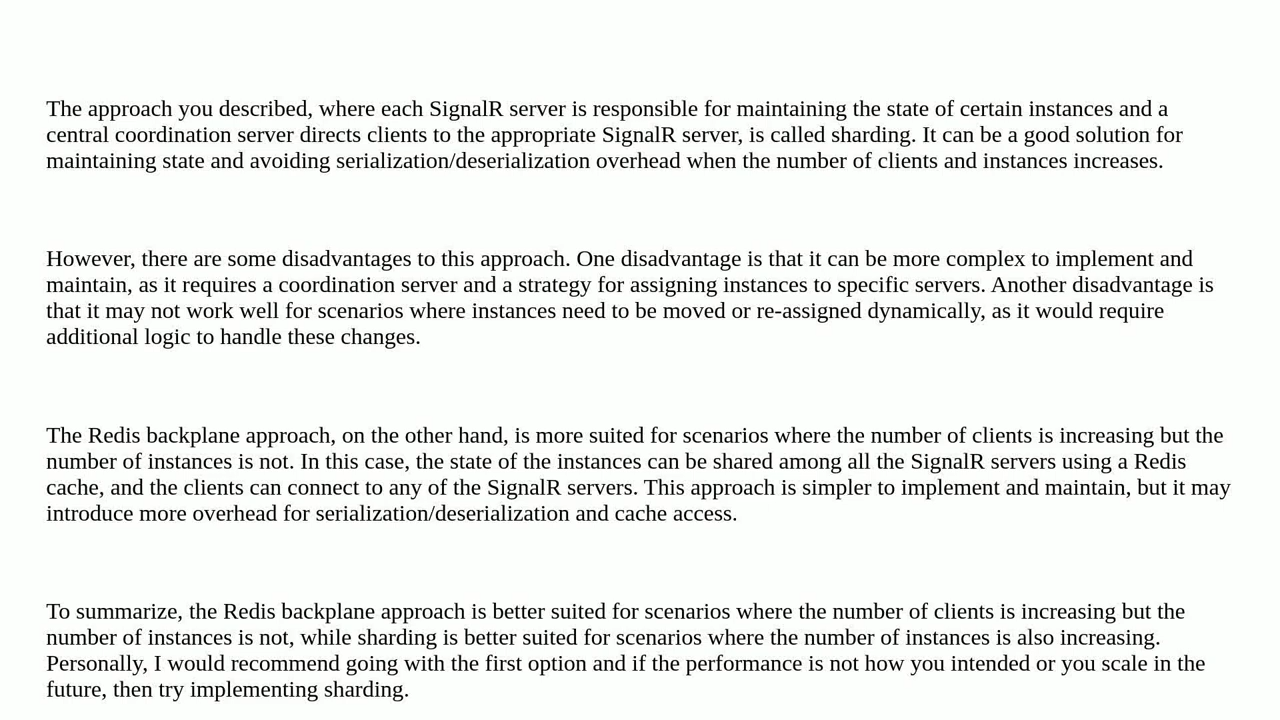 The approach you described, where each SignalR server is responsible for maintaining the state of certain instances and a
central coordination server directs clients to the appropriate SignalR server, is called sharding. It can be a good solution for
maintaining state and avoiding serialization/deserialization overhead when the number of clients and instances increases.
However, there are some disadvantages to this approach. One disadvantage is that it can be more complex to implement and
maintain, as it requires a coordination server and a strategy for assigning instances to specific servers. Another disadvantage is
that it may not work well for scenarios where instances need to be moved or re-assigned dynamically, as it would require
additional logic to handle these changes.
The Redis backplane approach, on the other hand, is more suited for scenarios where the number of clients is increasing but the
number of instances is not. In this case, the state of the instances can be shared among all the SignalR servers using a Redis
cache, and the clients can connect to any of the SignalR servers. This approach is simpler to implement and maintain, but it may
introduce more overhead for serialization/deserialization and cache access.
To summarize, the Redis backplane approach is better suited for scenarios where the number of clients is increasing but the
number of instances is not, while sharding is better suited for scenarios where the number of instances is also increasing.
Personally, I would recommend going with the first option and if the performance is not how you intended or you scale in the
future, then try implementing sharding.